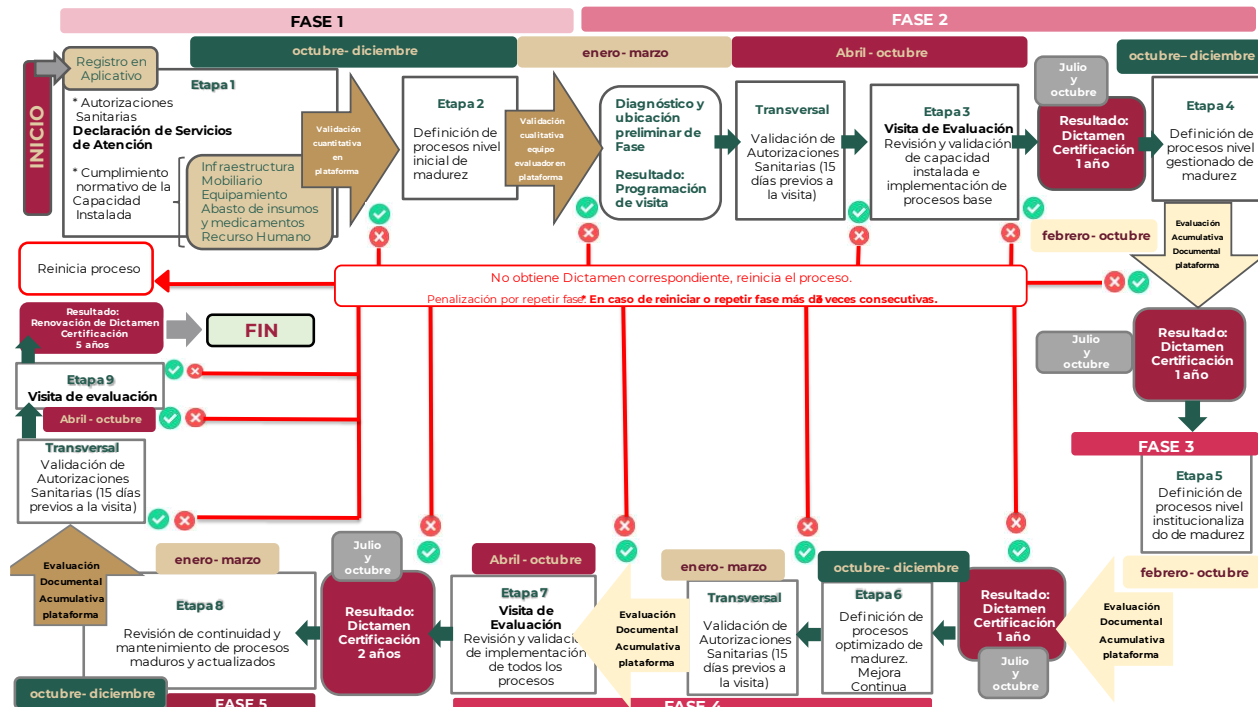 FASE 1
FASE 2
octubre- diciembre
enero- marzo
Abril - octubre
Julio
y
octubre
octubre– diciembre
INICIO
Registro en
Aplicativo
Etapa 1
* Autorizaciones
Sanitarias
Declaración de Servicios
de Atención
* Cumplimiento
normativo de la
Capacidad
Instalada
Infraestructura
Mobiliario
Equipamiento
Abasto de insumos
y medicamentos
Recurso Humano
Validación
cuantitativa
en
plataforma
Etapa 2
Definición de
procesos nivel
inicial de
madurez
Validación
cualitativa
equipo
evaluador en
plataforma
Diagnóstico y
ubicación
preliminar de
Fase
Resultado:
Programación
de visita
Transversal
Validación de
Autorizaciones
Sanitarias (15
días previos a
la visita)
Etapa 3
Visita de Evaluación
Revisión y validación
de capacidad
instalada e
implementación de
procesos base
Resultado:
Dictamen
Certificación
1 año
Etapa 4
Definición de
procesos nivel
gestionado de
madurez
febrero- octubre
Evaluación
Acumulativa
Documental
plataforma
Reinicia proceso
No obtiene Dictamen correspondiente, reinicia el proceso.
Penalización por repetir fase*. En caso de reiniciar o repetir fase más de 3 veces consecutivas.
Resultado:
Renovación de Dictamen
Certificación
5 años
FIN
Julio
y
octubre
Resultado:
Dictamen
Certificación
1 año
Etapa 9
Visita de evaluación
Abril - octubre
Transversal
Validación de
Autorizaciones
Sanitarias (15 días
previos a la visita)
FASE 3
Etapa 5
Definición de
procesos nivel
institucionaliza
do de madurez
febrero- octubre
Evaluación
Documental
Acumulativa
plataforma
enero- marzo
Etapa 8
Revisión de continuidad y
mantenimiento de procesos
maduros y actualizados
octubre- diciembre
FASE 5
Julio
y
octubre
Resultado:
Dictamen
Certificación
2 años
Abril - octubre
Etapa 7
Visita de
Evaluación
Revisión y validación
de implementación
de todos los
procesos
Evaluación
Documental
Acumulativa
plataforma
enero- marzo
Transversal
Validación de
Autorizaciones
Sanitarias (15
días previos a
la visita)
octubre- diciembre
Etapa 6
Definición de
procesos
optimizado de
madurez.
Mejora
Continua
Resultado:
Dictamen
Certificación
1 año
Julio
y
octubre
Evaluación
Documental
Acumulativa
plataforma
FASE 4